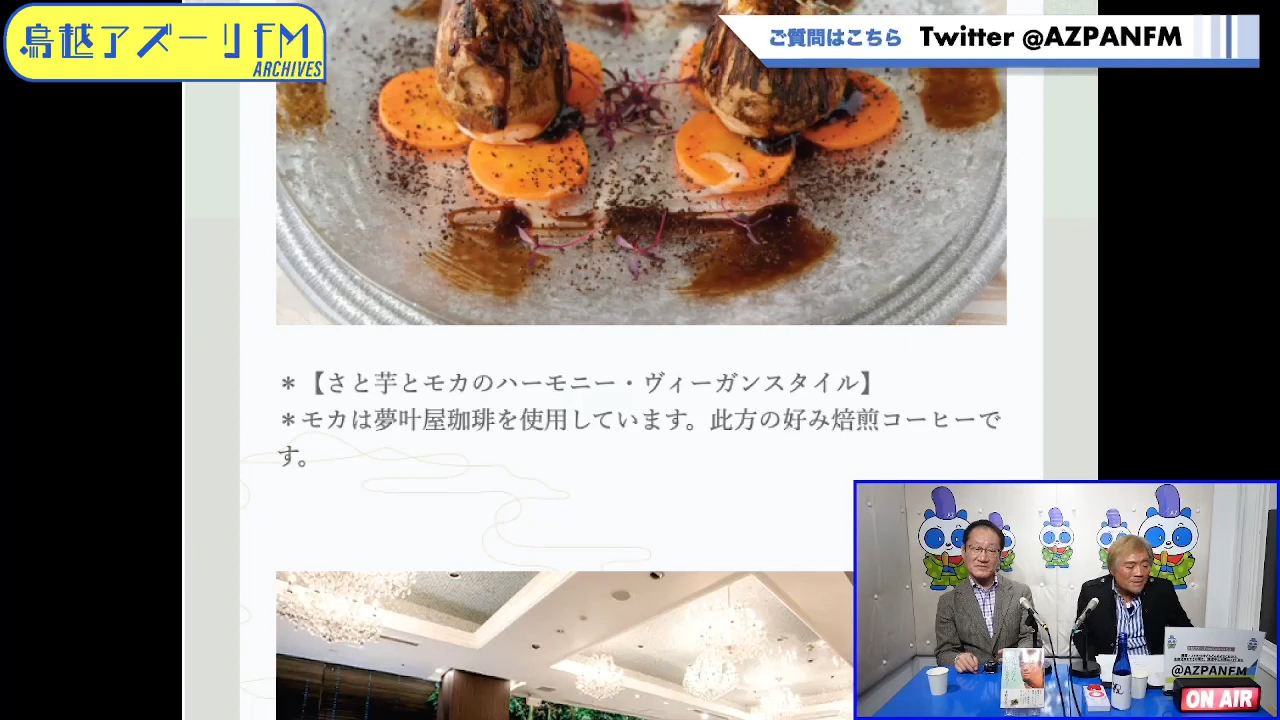 鳥越アズーリFM
ARCHIVES
ご質問はこちら Twitter @AZPANFM
＊【さと芋とモカのハーモニー・ヴィーガンスタイル】
＊モカは夢叶屋珈琲を使用しています。此方の好み焙煎コーヒーで
す。
@AZPANFM
ON AIR